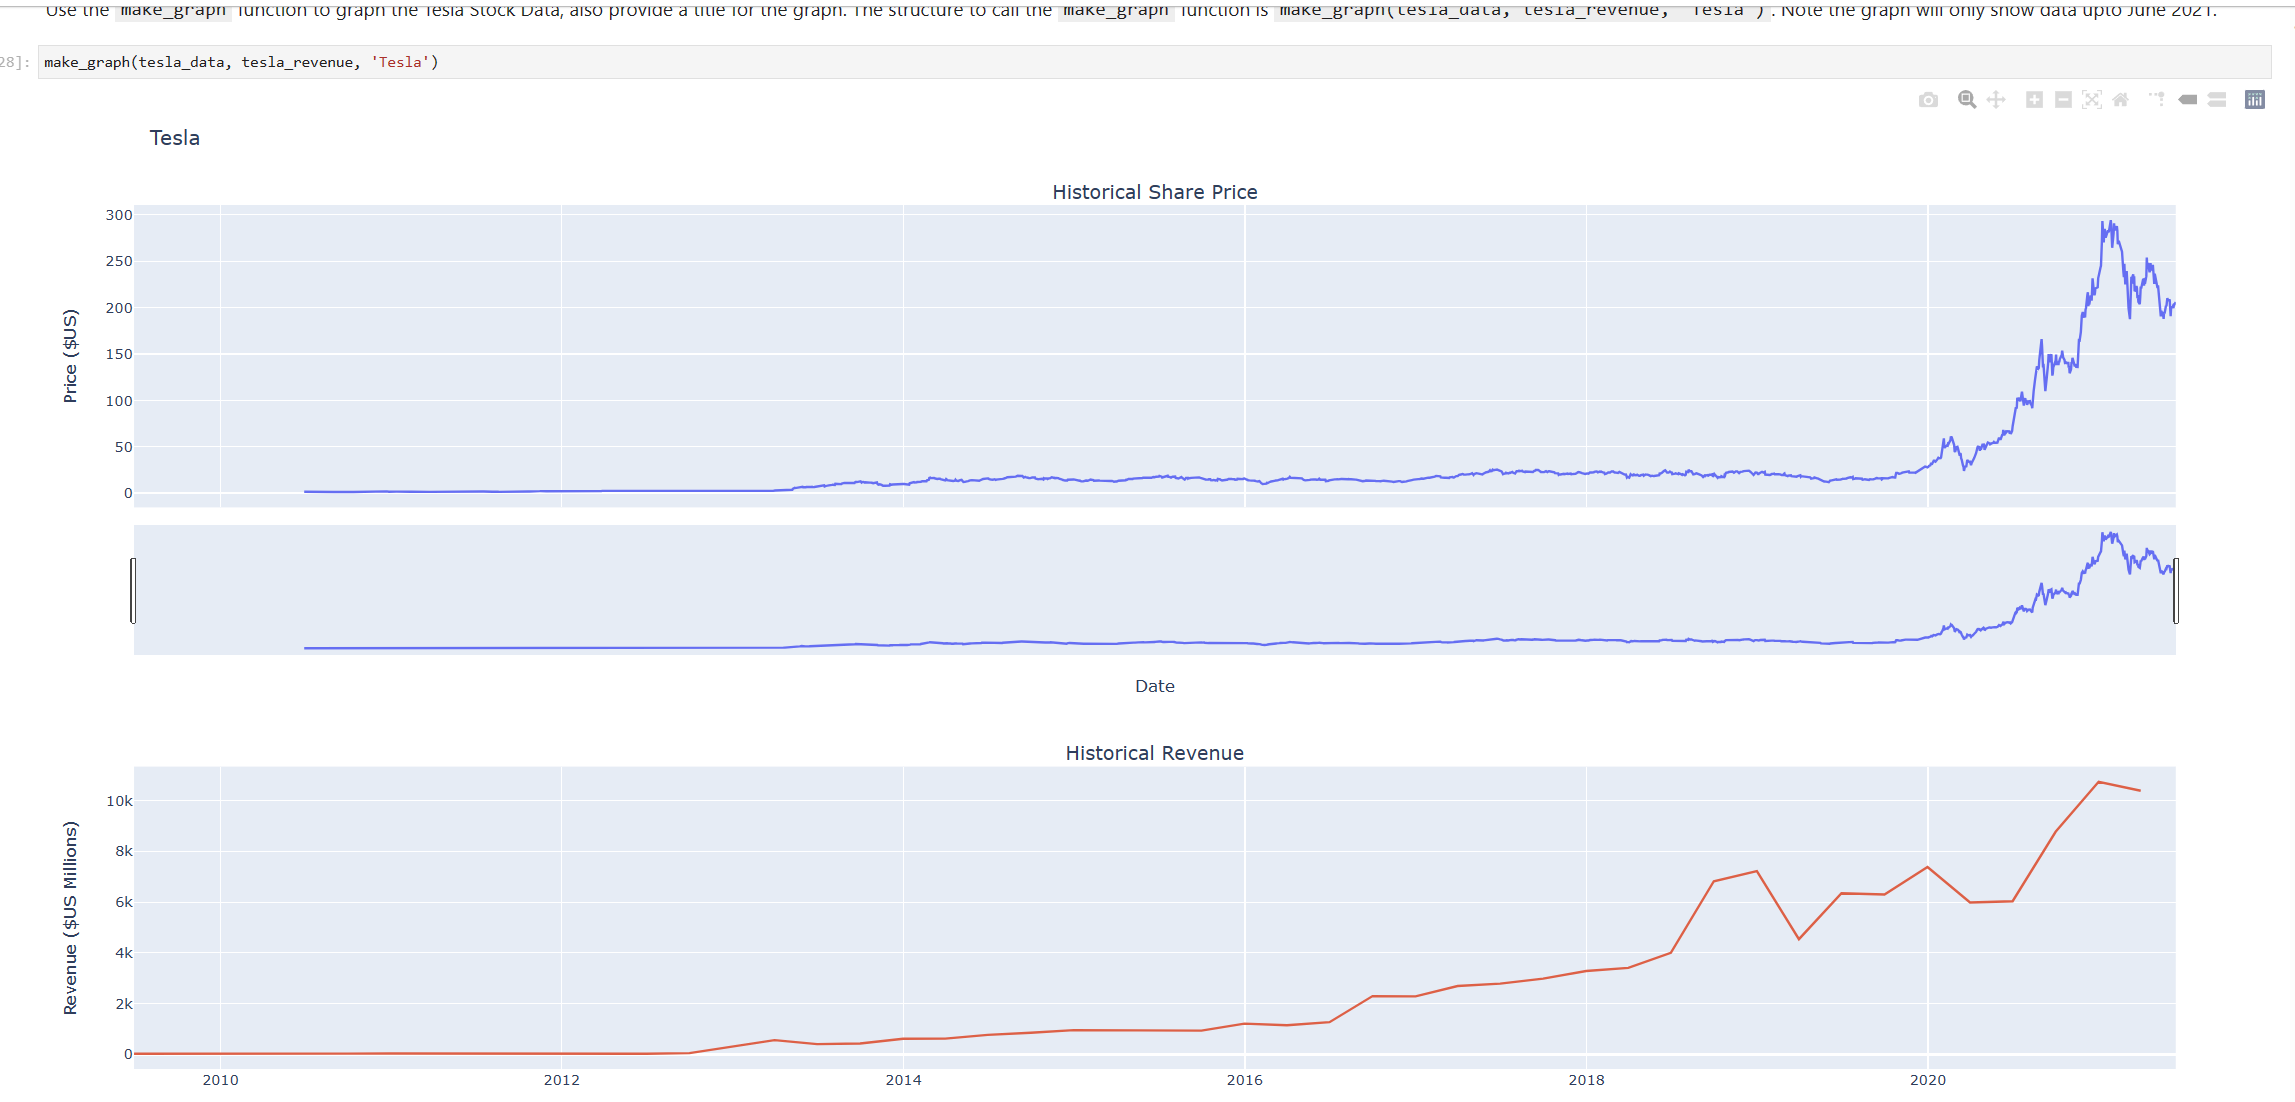 Use the make_graph function to graph the Tesla Stock Data, also provide a title for the graph. The structure to call the make_graph function is make_graph(tesla_data, tesla_revenue, 'Tesla'). Note the graph will only show data upto June 2021.
28]: make_graph(tesla_data, tesla_revenue, 'Tesla')
Tesla
Historical Share Price
300
250
200
150
100
50
0
Price ($US)
Date
Historical Revenue
10k
8k
6k
4k
2k
0
Revenue ($US Millions)
2010 2012 2014 2016 2018 2020